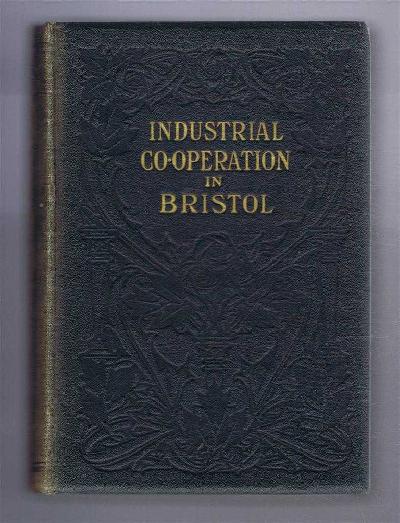 INDUSTRIAL
CO-OPERATION
IN
BRISTOL